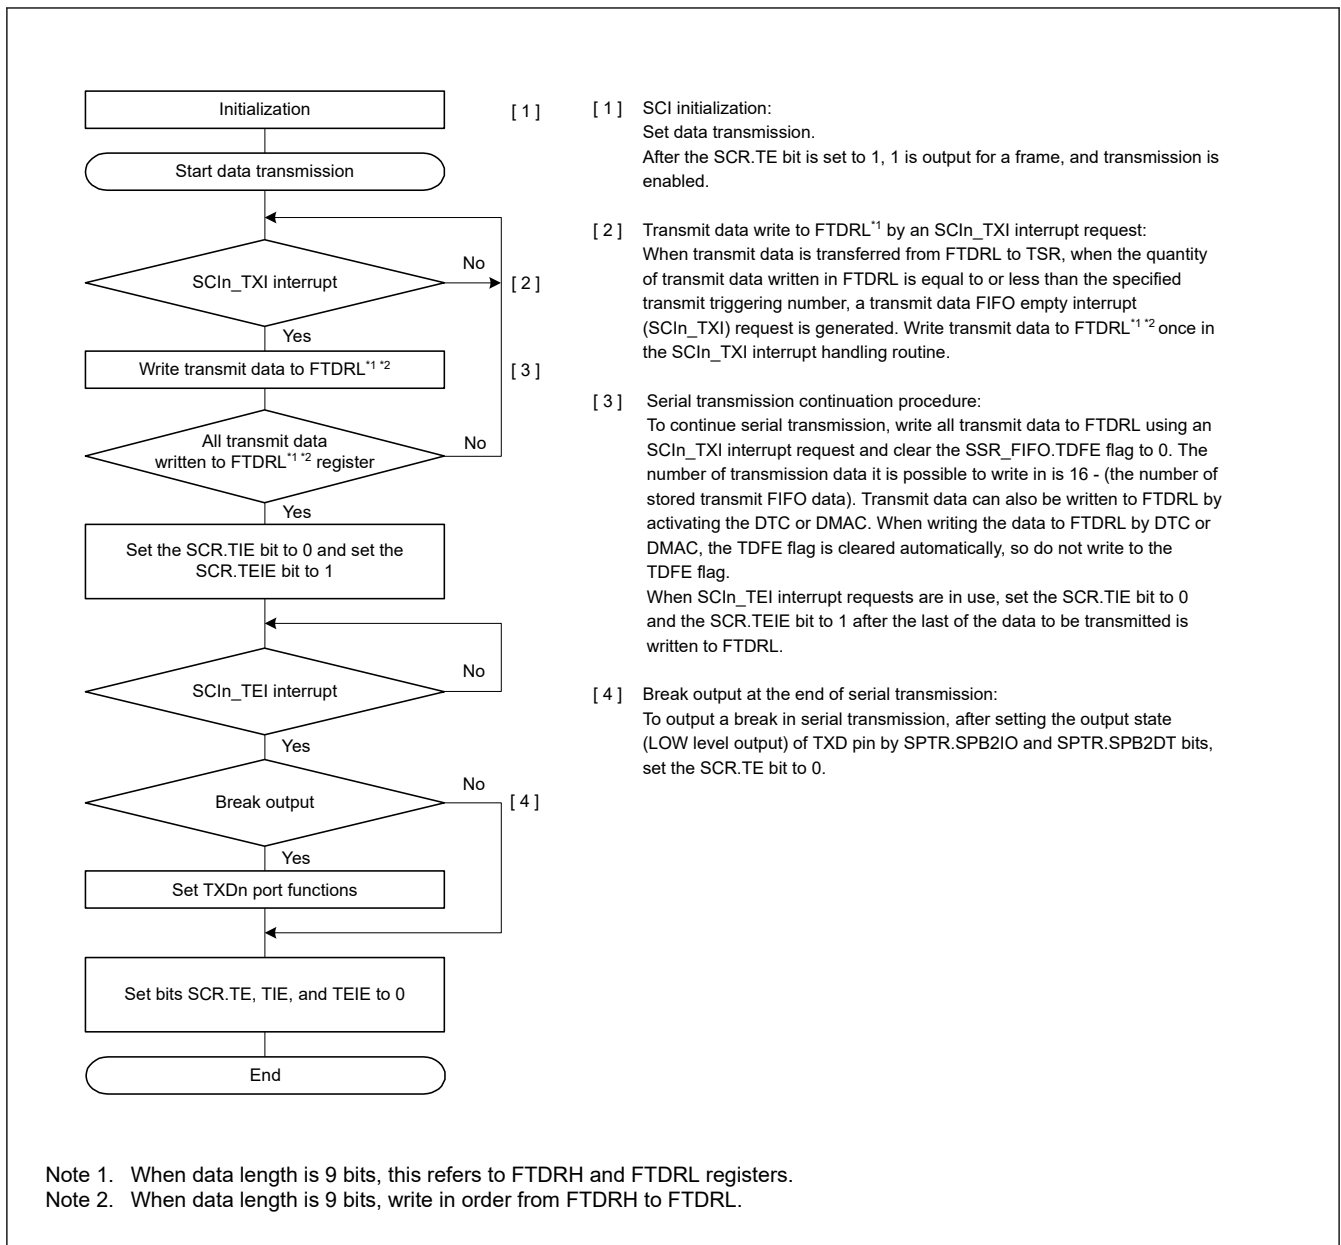 Initialization
[ 1 ]
Start data transmission
SCIn_TXI interrupt
No
[ 2 ]
Yes
Write transmit data to FTDRL*1 *2
[ 3 ]
All transmit data
written to FTDRL*1 *2 register
No
Yes
Set the SCR.TIE bit to 0 and set the
SCR.TEIE bit to 1
SCIn_TEI interrupt
No
Yes
Break output
No
[ 4 ]
Yes
Set TXDn port functions
Set bits SCR.TE, TIE, and TEIE to 0
End
[ 1 ] SCI initialization:
Set data transmission.
After the SCR.TE bit is set to 1, 1 is output for a frame, and transmission is
enabled.
[ 2 ] Transmit data write to FTDRL*1 by an SCIn_TXI interrupt request:
When transmit data is transferred from FTDRL to TSR, when the quantity
of transmit data written in FTDRL is equal to or less than the specified
transmit triggering number, a transmit data FIFO empty interrupt
(SCIn_TXI) request is generated. Write transmit data to FTDRL*1 *2 once in
the SCIn_TXI interrupt handling routine.
[ 3 ] Serial transmission continuation procedure:
To continue serial transmission, write all transmit data to FTDRL using an
SCIn_TXI interrupt request and clear the SSR_FIFO.TDFE flag to 0. The
number of transmission data it is possible to write in is 16 - (the number of
stored transmit FIFO data). Transmit data can also be written to FTDRL by
activating the DTC or DMAC. When writing the data to FTDRL by DTC or
DMAC, the TDFE flag is cleared automatically, so do not write to the
TDFE flag.
When SCIn_TEI interrupt requests are in use, set the SCR.TIE bit to 0
and the SCR.TEIE bit to 1 after the last of the data to be transmitted is
written to FTDRL.
[ 4 ] Break output at the end of serial transmission:
To output a break in serial transmission, after setting the output state
(LOW level output) of TXD pin by SPTR.SPB2IO and SPTR.SPB2DT bits,
set the SCR.TE bit to 0.
Note 1. When data length is 9 bits, this refers to FTDRH and FTDRL registers.
Note 2. When data length is 9 bits, write in order from FTDRH to FTDRL.